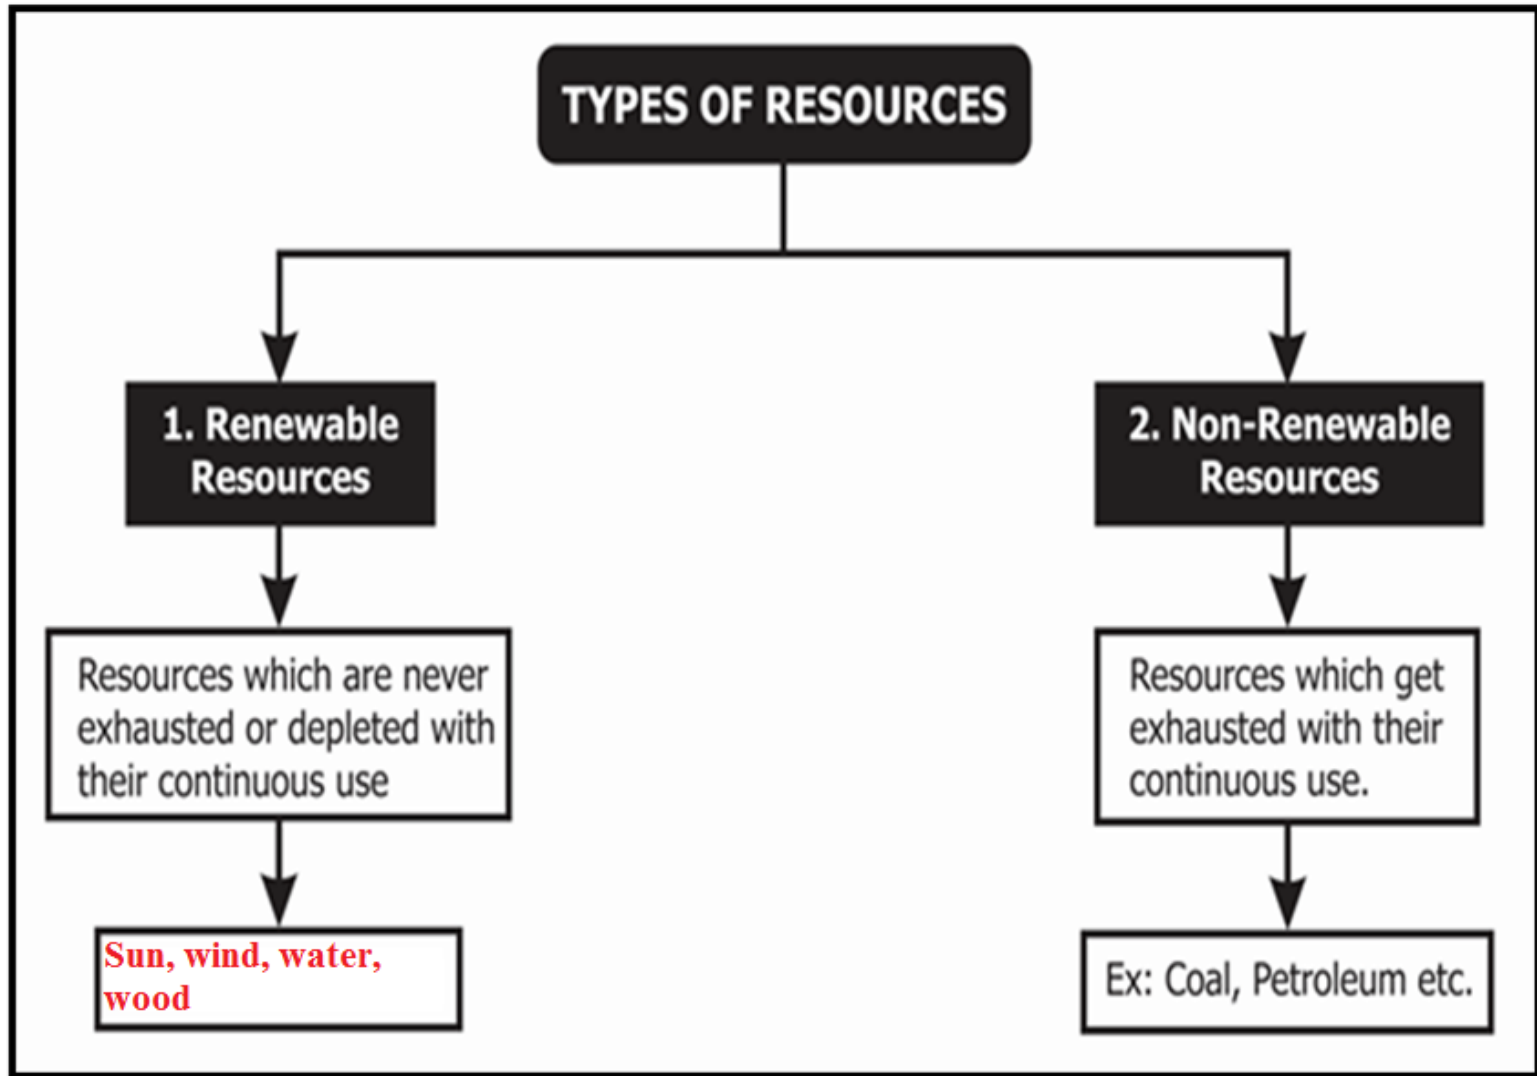 TYPES OF RESOURCES
1. Renewable
Resources
2. Non-Renewable
Resources
Resources which are never
exhausted or depleted with
their continuous use
Resources which get
exhausted with their
continuous use.
Sun, wind, water,
wood
Ex: Coal, Petroleum etc.